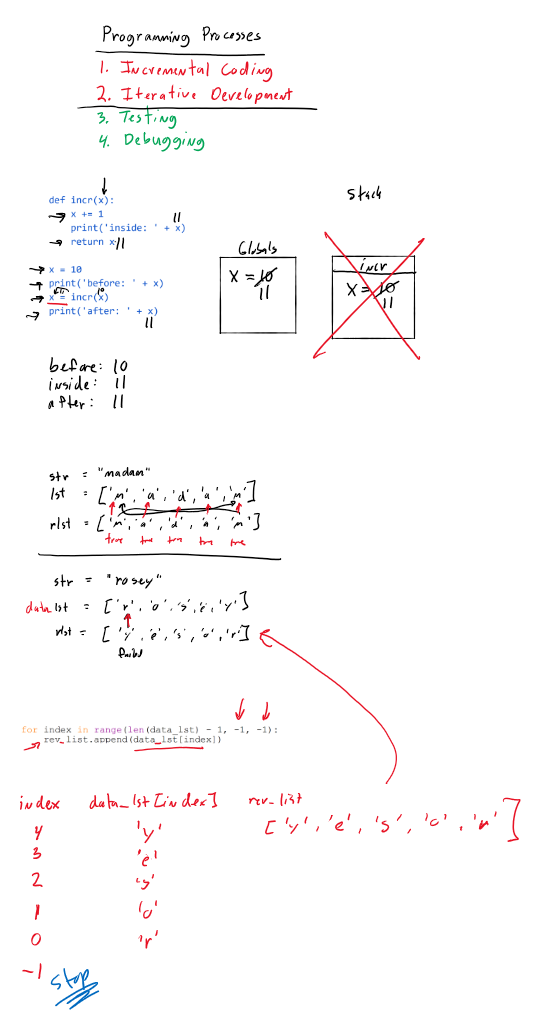 Programming Processes
1. Incremental Coding
2. Iterative Development
3. Testing
4. Debugging
Stack
def incr(x):
x += 1
11
print('inside: ' + x)
return x 11
Globals
x = 10
11
incr
x = 10
11
x = 10
print('before: ' + x)
10
x = incr(x)
print('after: ' + x)
11
before: 10
inside: 11
after: 11
str = "madam"
lst = ['m', 'a', 'd', 'a', 'm']
rlst = ['m', 'a', 'd', 'a', 'm']
true true true true true
str = "rosey"
data_lst = ['r', 'o', 's', 'e', 'y']
rlst = ['y', 'e', 's', 'o', 'r']
failed
for index in range(len(data_lst) - 1, -1, -1):
rev_list.append(data_lst[index])
index data_lst[index] rev_list
['y', 'e', 's', 'o', 'r']
4 'y'
3 'e'
2 's'
1 'o'
0 'r'
-1 stop